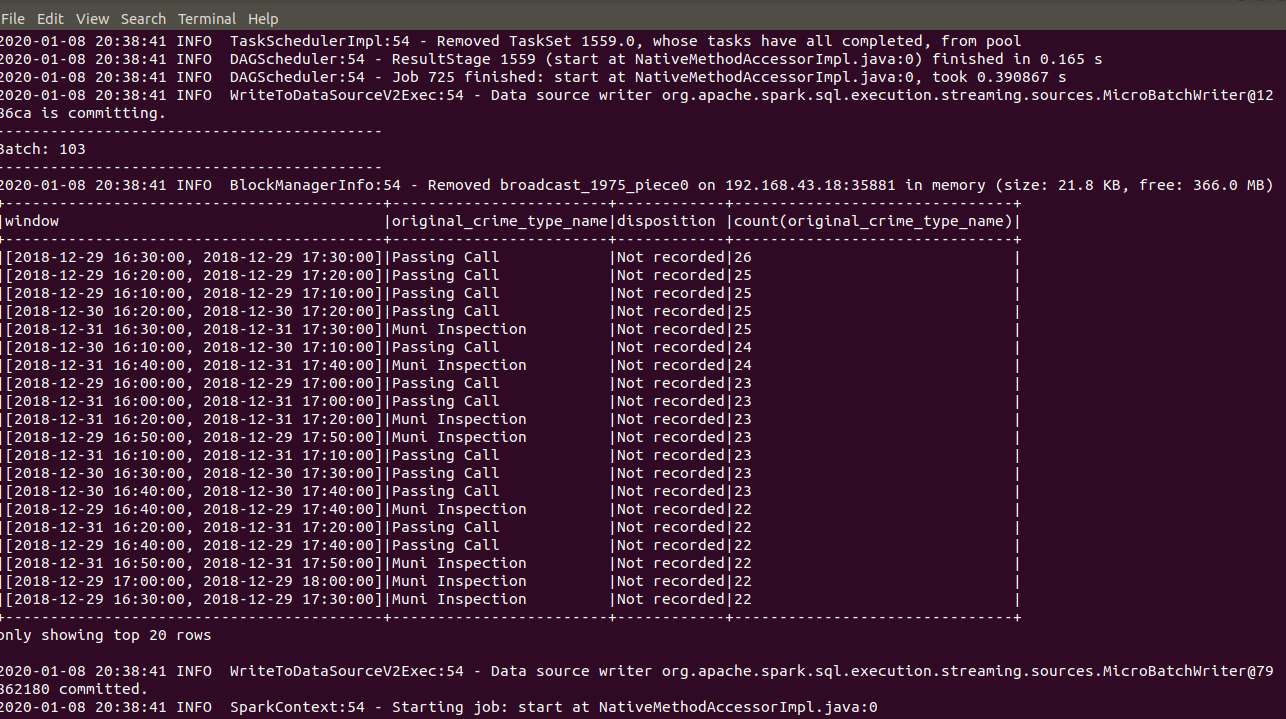 File Edit View Search Terminal Help
2020-01-08 20:38:41 INFO  TaskSchedulerImpl:54 - Removed TaskSet 1559.0, whose tasks have all completed, from pool
2020-01-08 20:38:41 INFO  DAGScheduler:54 - ResultStage 1559 (start at NativeMethodAccessorImpl.java:0) finished in 0.165 s
2020-01-08 20:38:41 INFO  DAGScheduler:54 - Job 725 finished: start at NativeMethodAccessorImpl.java:0, took 0.390867 s
2020-01-08 20:38:41 INFO  WriteToDataSourceV2Exec:54 - Data source writer org.apache.spark.sql.execution.streaming.sources.MicroBatchWriter@12
86ca is committing.
-------------------------------------------
Batch: 103
-------------------------------------------
2020-01-08 20:38:41 INFO  BlockManagerInfo:54 - Removed broadcast_1975_piece0 on 192.168.43.18:35881 in memory (size: 21.8 KB, free: 366.0 MB)
+------------------------------------------+------------------------+------------+-------------------------------+
|window                                    |original_crime_type_name|disposition |count(original_crime_type_name)|
+------------------------------------------+------------------------+------------+-------------------------------+
|[2018-12-29 16:30:00, 2018-12-29 17:30:00]|Passing Call            |Not recorded|26                             |
|[2018-12-29 16:20:00, 2018-12-29 17:20:00]|Passing Call            |Not recorded|25                             |
|[2018-12-29 16:10:00, 2018-12-29 17:10:00]|Passing Call            |Not recorded|25                             |
|[2018-12-30 16:20:00, 2018-12-30 17:20:00]|Passing Call            |Not recorded|25                             |
|[2018-12-31 16:30:00, 2018-12-31 17:30:00]|Muni Inspection         |Not recorded|25                             |
|[2018-12-30 16:10:00, 2018-12-30 17:10:00]|Passing Call            |Not recorded|24                             |
|[2018-12-31 16:40:00, 2018-12-31 17:40:00]|Muni Inspection         |Not recorded|24                             |
|[2018-12-29 16:00:00, 2018-12-29 17:00:00]|Passing Call            |Not recorded|23                             |
|[2018-12-31 16:00:00, 2018-12-31 17:00:00]|Passing Call            |Not recorded|23                             |
|[2018-12-31 16:20:00, 2018-12-31 17:20:00]|Muni Inspection         |Not recorded|23                             |
|[2018-12-29 16:50:00, 2018-12-29 17:50:00]|Muni Inspection         |Not recorded|23                             |
|[2018-12-31 16:10:00, 2018-12-31 17:10:00]|Passing Call            |Not recorded|23                             |
|[2018-12-30 16:30:00, 2018-12-30 17:30:00]|Passing Call            |Not recorded|23                             |
|[2018-12-30 16:40:00, 2018-12-30 17:40:00]|Passing Call            |Not recorded|23                             |
|[2018-12-29 16:40:00, 2018-12-29 17:40:00]|Muni Inspection         |Not recorded|22                             |
|[2018-12-31 16:20:00, 2018-12-31 17:20:00]|Passing Call            |Not recorded|22                             |
|[2018-12-29 16:40:00, 2018-12-29 17:40:00]|Passing Call            |Not recorded|22                             |
|[2018-12-31 16:50:00, 2018-12-31 17:50:00]|Muni Inspection         |Not recorded|22                             |
|[2018-12-29 17:00:00, 2018-12-29 18:00:00]|Muni Inspection         |Not recorded|22                             |
|[2018-12-29 16:30:00, 2018-12-29 17:30:00]|Muni Inspection         |Not recorded|22                             |
+------------------------------------------+------------------------+------------+-------------------------------+
only showing top 20 rows
2020-01-08 20:38:41 INFO  WriteToDataSourceV2Exec:54 - Data source writer org.apache.spark.sql.execution.streaming.sources.MicroBatchWriter@79
862180 committed.
2020-01-08 20:38:41 INFO  SparkContext:54 - Starting job: start at NativeMethodAccessorImpl.java:0